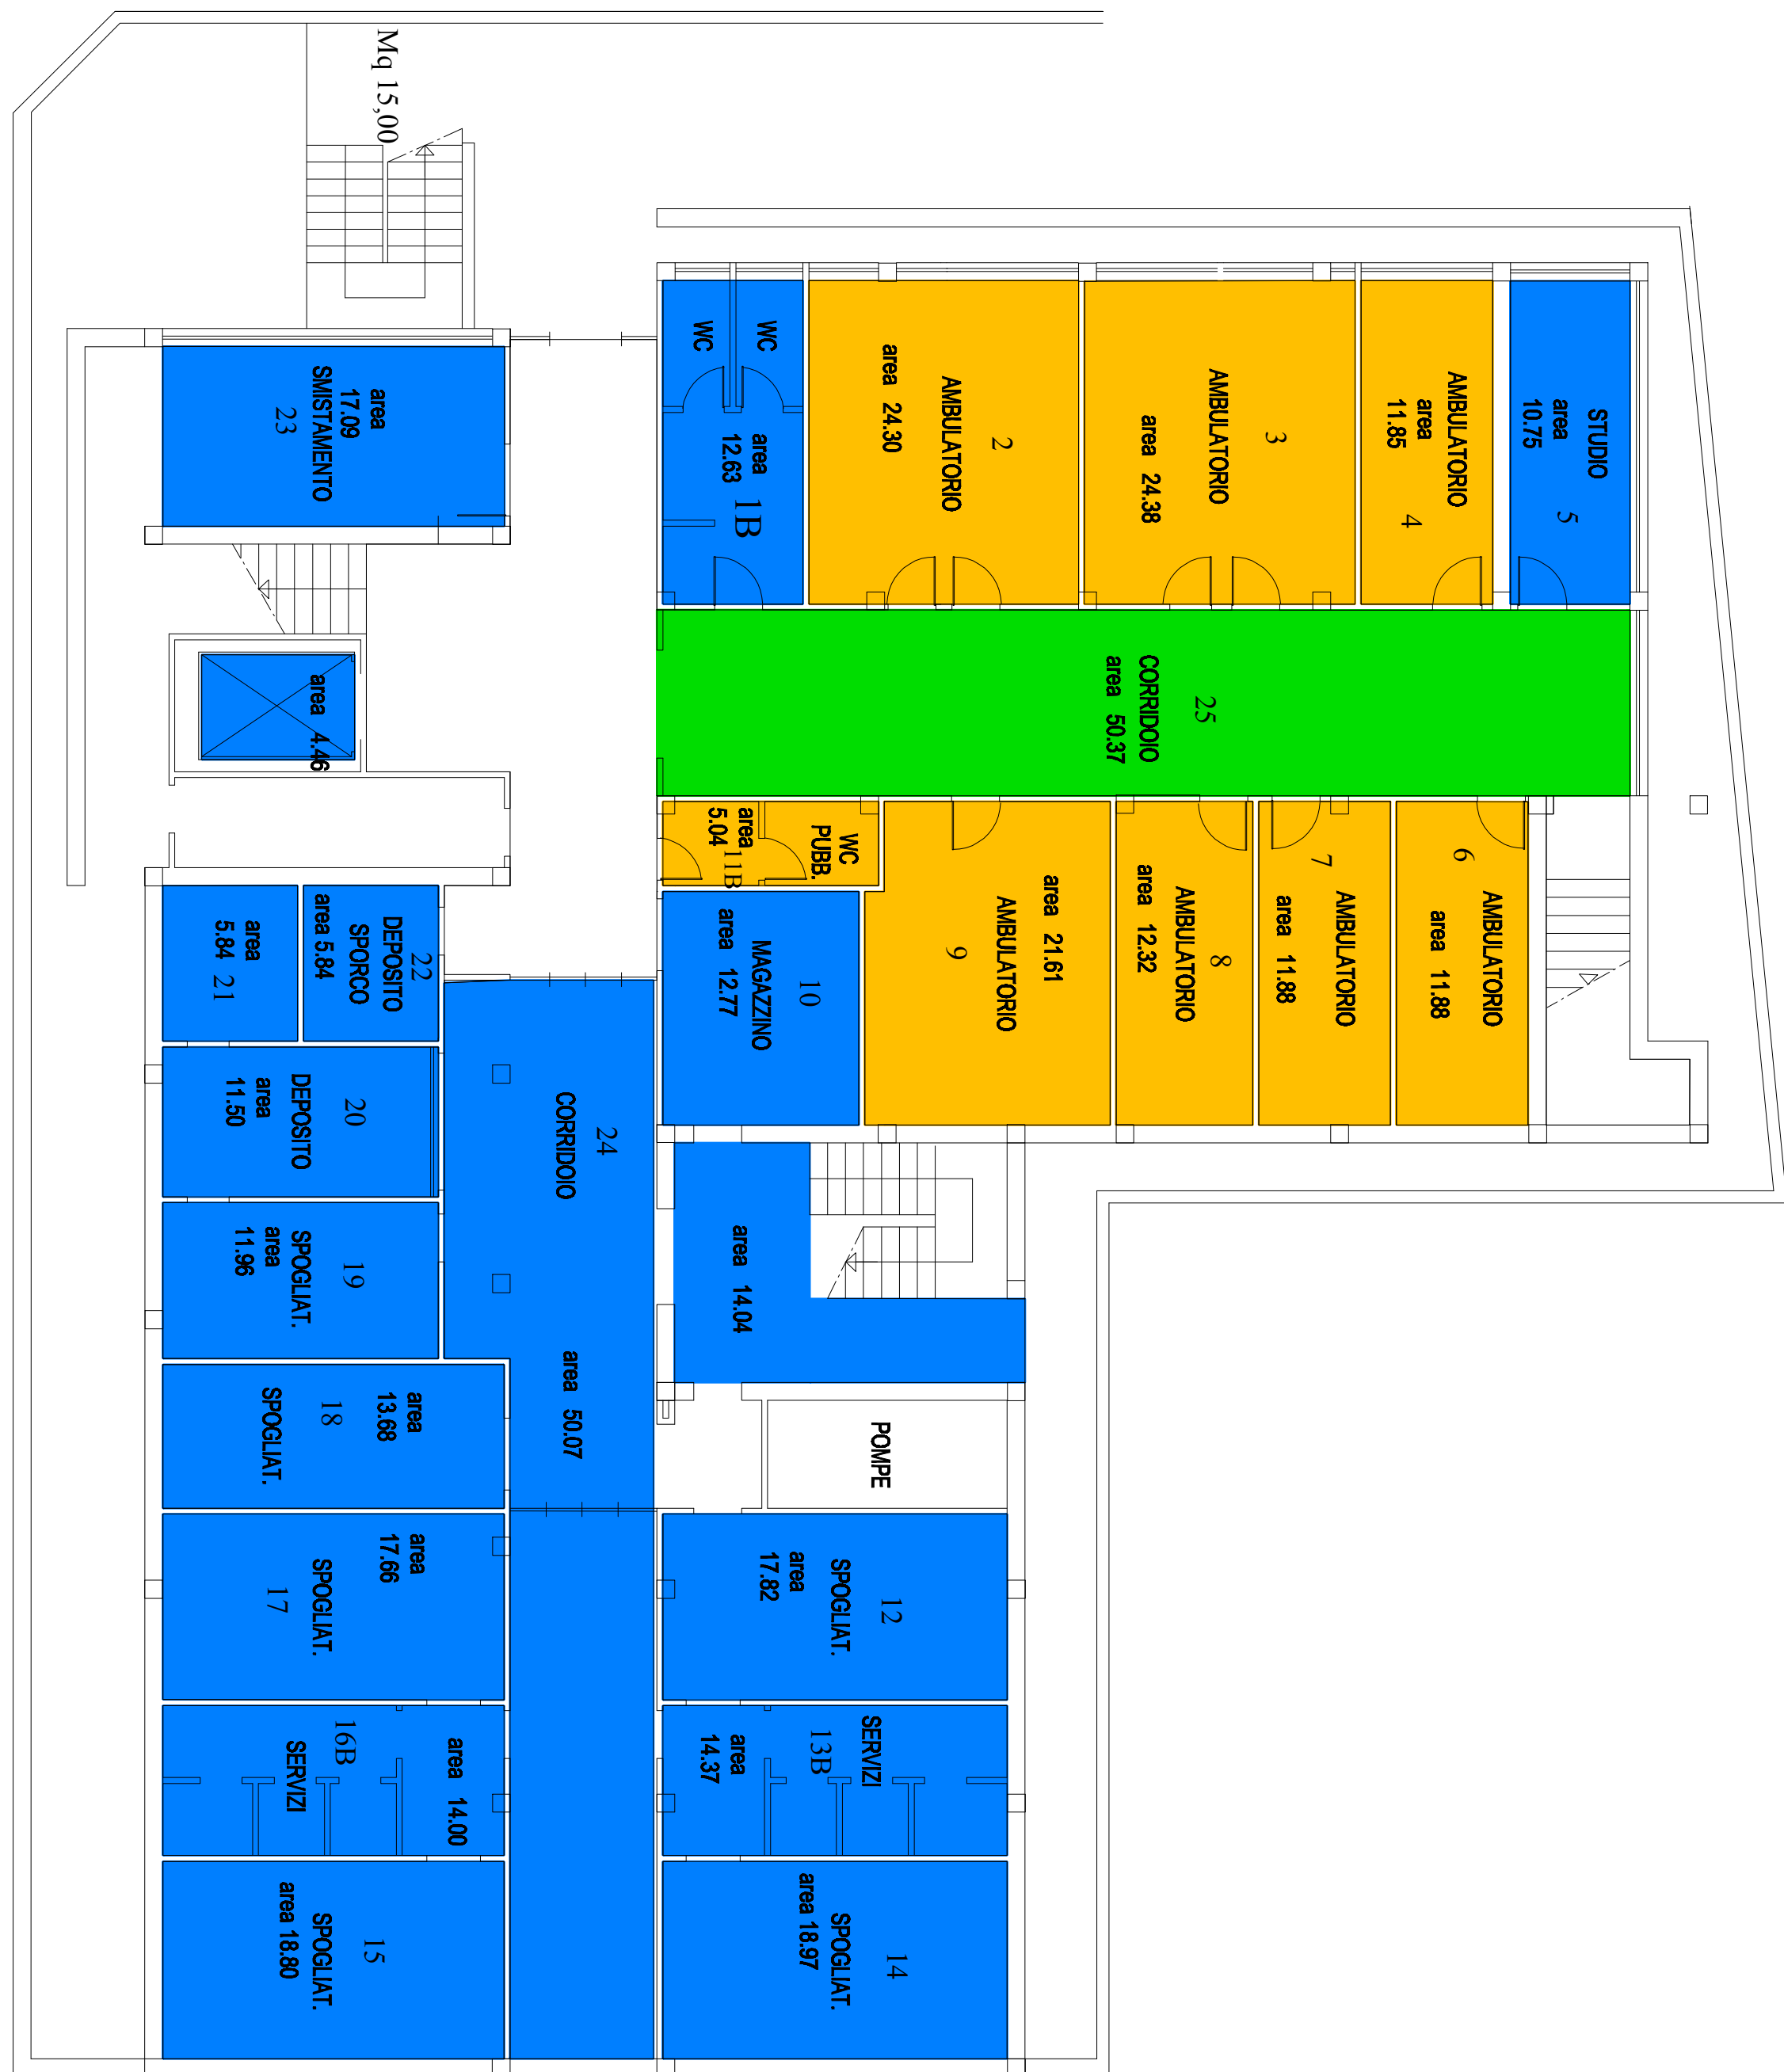 Mq 15,00
STUDIO
area
10.75
5
AMBULATORIO
area
11.85
4
3
AMBULATORIO
area 24.38
2
AMBULATORIO
area 24.30
WC
WC
area
12.63
1B
area
17.09
SMISTAMENTO
23
25
CORRIDOIO
area 50.37
area 4.46
6
AMBULATORIO
area 11.88
7
AMBULATORIO
area 11.88
8
AMBULATORIO
area 12.32
area 21.61
AMBULATORIO
9
WC
PUBB.
area
5.04
11B
10
MAGAZZINO
area 12.77
22
DEPOSITO
SPORCO
area 5.84
area
5.84 21
20
DEPOSITO
area
11.50
24
CORRIDOIO
area 50.07
area 14.04
19
SPOGLIAT.
area
11.96
area
13.68
18
SPOGLIAT.
POMPE
area
17.66
SPOGLIAT.
17
12
SPOGLIAT.
area
17.82
SERVIZI
13B
area
14.37
area 14.00
16B
SERVIZI
14
SPOGLIAT.
area 18.97
15
SPOGLIAT.
area 18.80